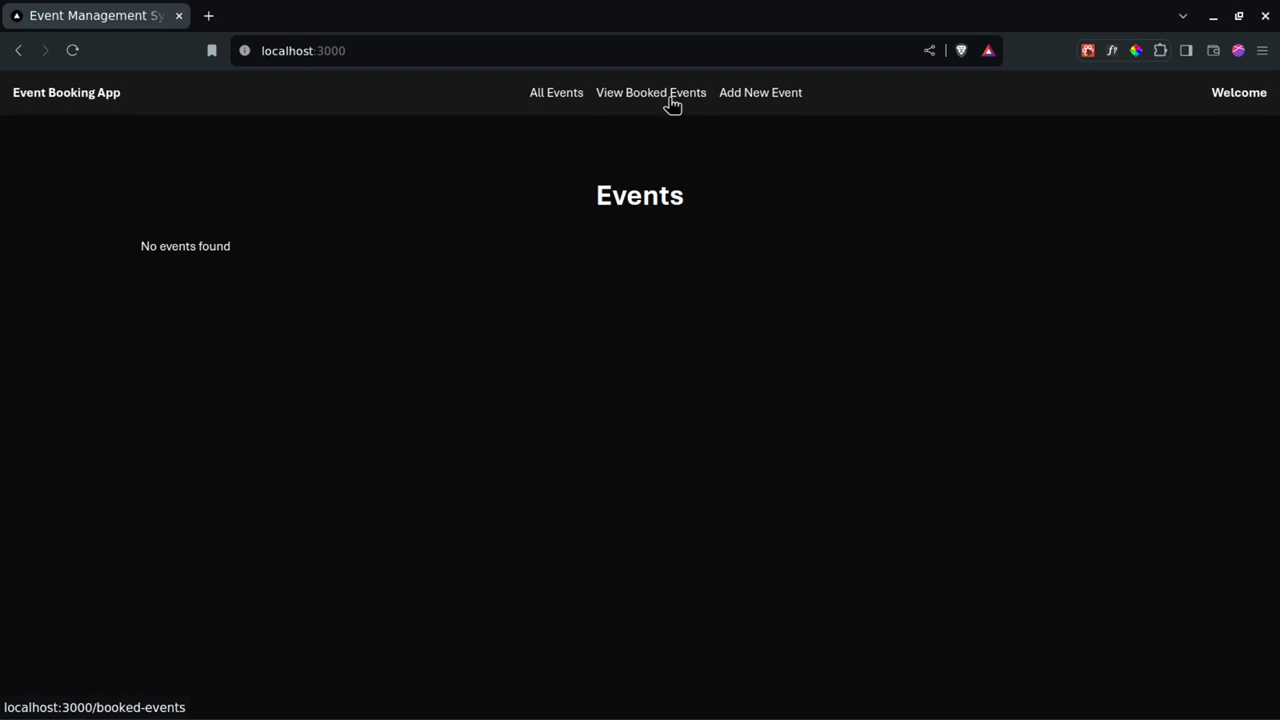 Event Management Sy
localhost:3000
Event Booking App
All Events
View Booked Events
Add New Event
Welcome
Events
No events found
localhost:3000/booked-events